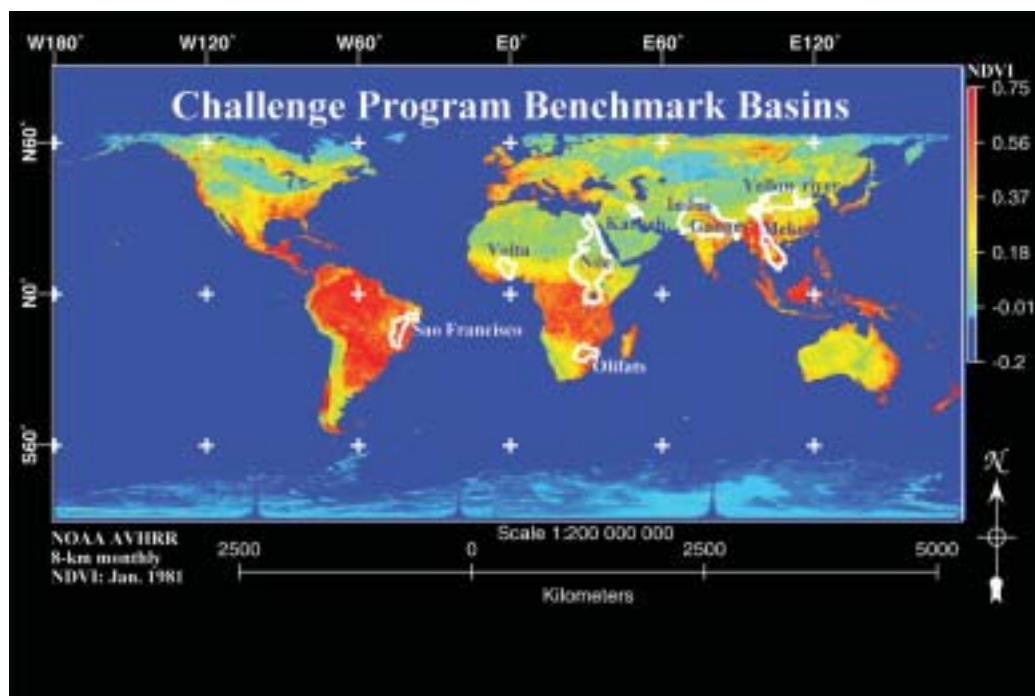 W180° W120° W60° E0° E60° E120°
NDVI
Challenge Program Benchmark Basins
0.75
0.56
0.37
0.18
-0.01
-0.2
N60°
N0°
S60°
Yellow river
Indus
Karkeh
Ganges
Mekong
Volta
Nile
Sao Francisco
Olifats
N
NOAA AVHRR
8-km monthly
NDVI: Jan. 1981
Scale 1:200 000 000
2500 0 2500 5000
Kilometers